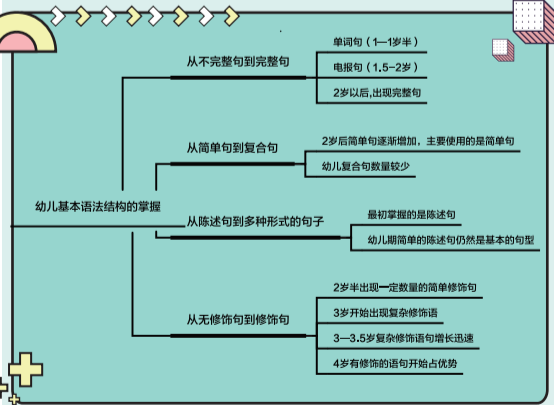 幼儿基本语法结构的掌握
从不完整句到完整句
单词句（1—1岁半）
电报句（1.5-2岁）
2岁以后,出现完整句
从简单句到复合句
2岁后简单句逐渐增加，主要使用的是简单句
幼儿复合句数量较少
从陈述句到多种形式的句子
最初掌握的是陈述句
幼儿期简单的陈述句仍然是基本的句型
从无修饰句到修饰句
2岁半出现一定数量的简单修饰句
3岁开始出现复杂修饰语
3—3.5岁复杂修饰语句增长迅速
4岁有修饰的语句开始占优势